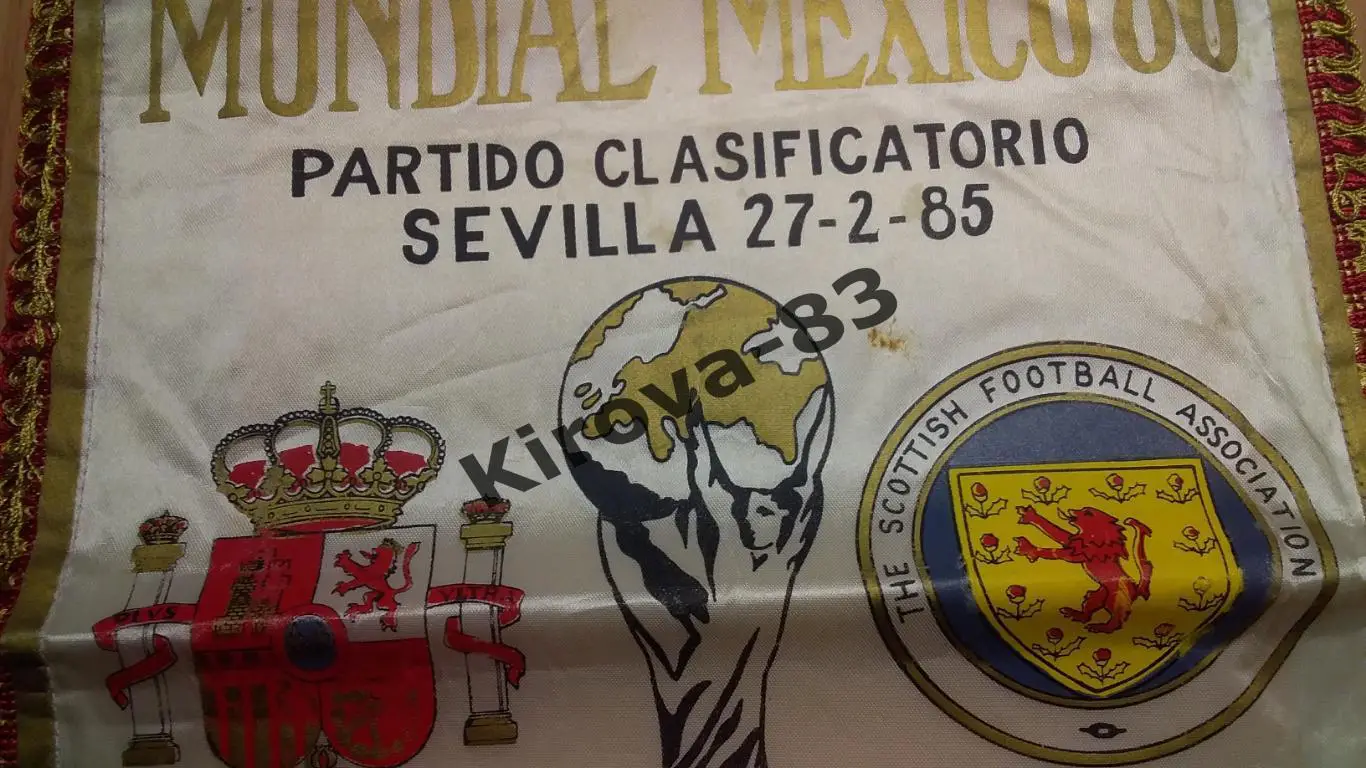 MUNDIAL MEXICO 86
PARTIDO CLASIFICATORIO
SEVILLA 27-2-85
Kirova-83
THE SCOTTISH FOOTBALL ASSOCIATION
PLVS
VLTRA